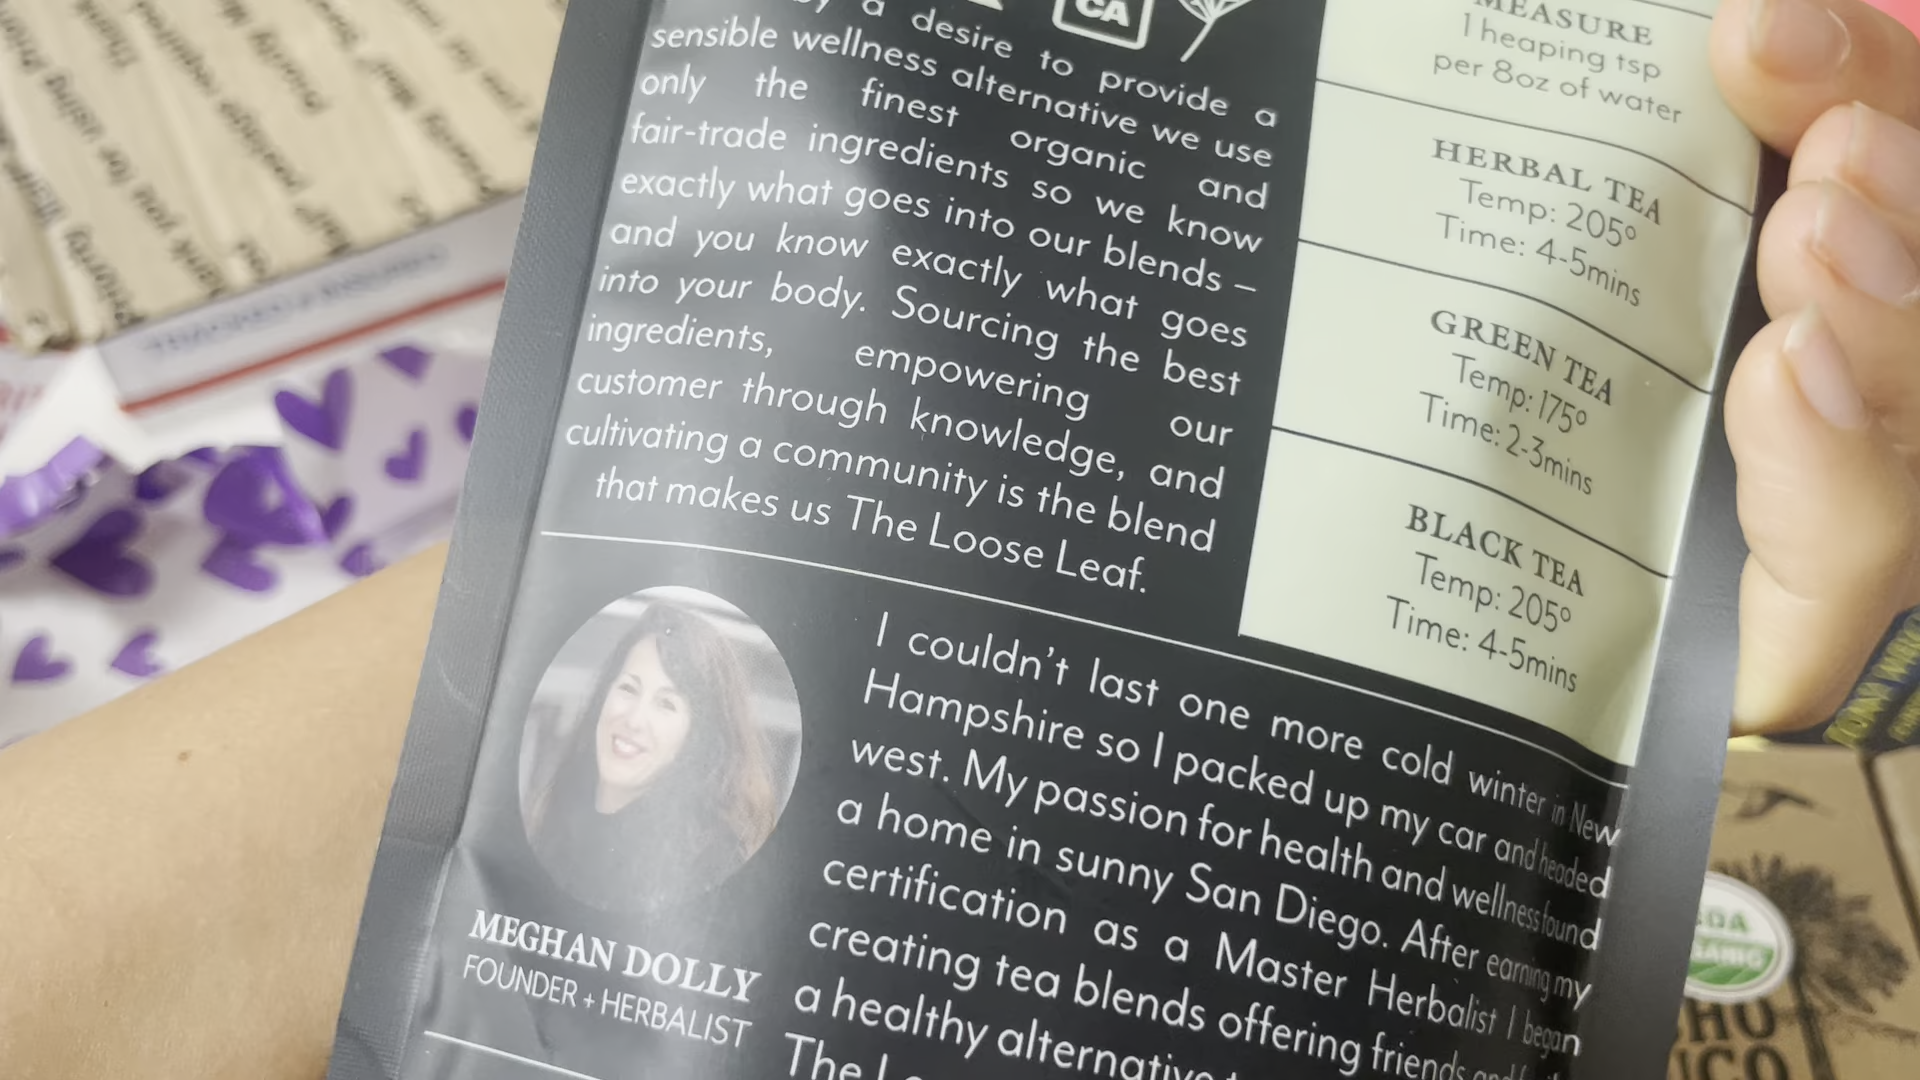 a desire to provide a
sensible wellness alternative we use
only the finest organic and
fair-trade ingredients so we know
exactly what goes into our blends –
and you know exactly what goes
into your body. Sourcing the best
ingredients, empowering our
customer through knowledge, and
cultivating a community is the blend
that makes us The Loose Leaf.
CA
MEASURE
1 heaping tsp
per 8oz of water
HERBAL TEA
Temp: 205°
Time: 4-5mins
GREEN TEA
Temp: 175°
Time: 2-3mins
BLACK TEA
Temp: 205°
Time: 4-5mins
I couldn't last one more cold winter in New
Hampshire so I packed up my car and headed
west. My passion for health and wellness found
a home in sunny San Diego. After earning my
certification as a Master Herbalist I began
creating tea blends offering friends and
a healthy alternative
The
MEGHAN DOLLY
FOUNDER + HERBALIST